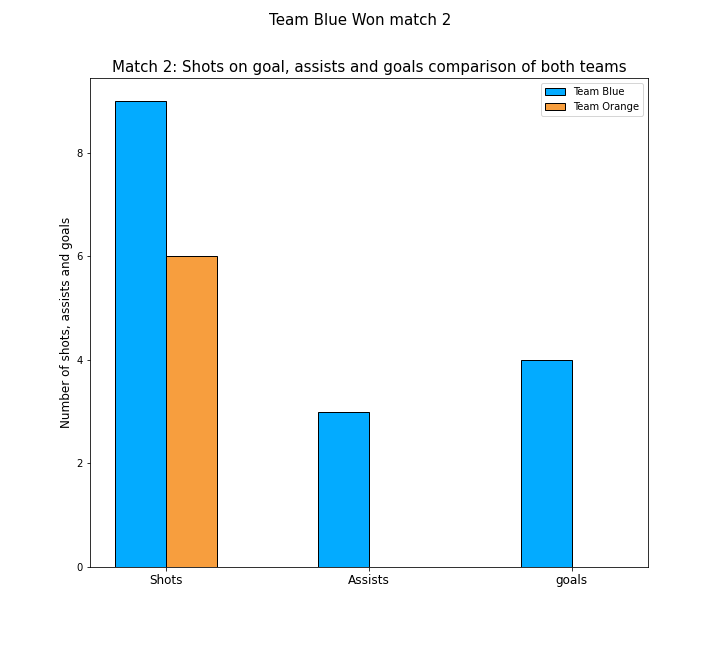 Team Blue Won match 2
Match 2: Shots on goal, assists and goals comparison of both teams
Team Blue
Team Orange
Number of shots, assists and goals
8
6
4
2
0
Shots
Assists
goals